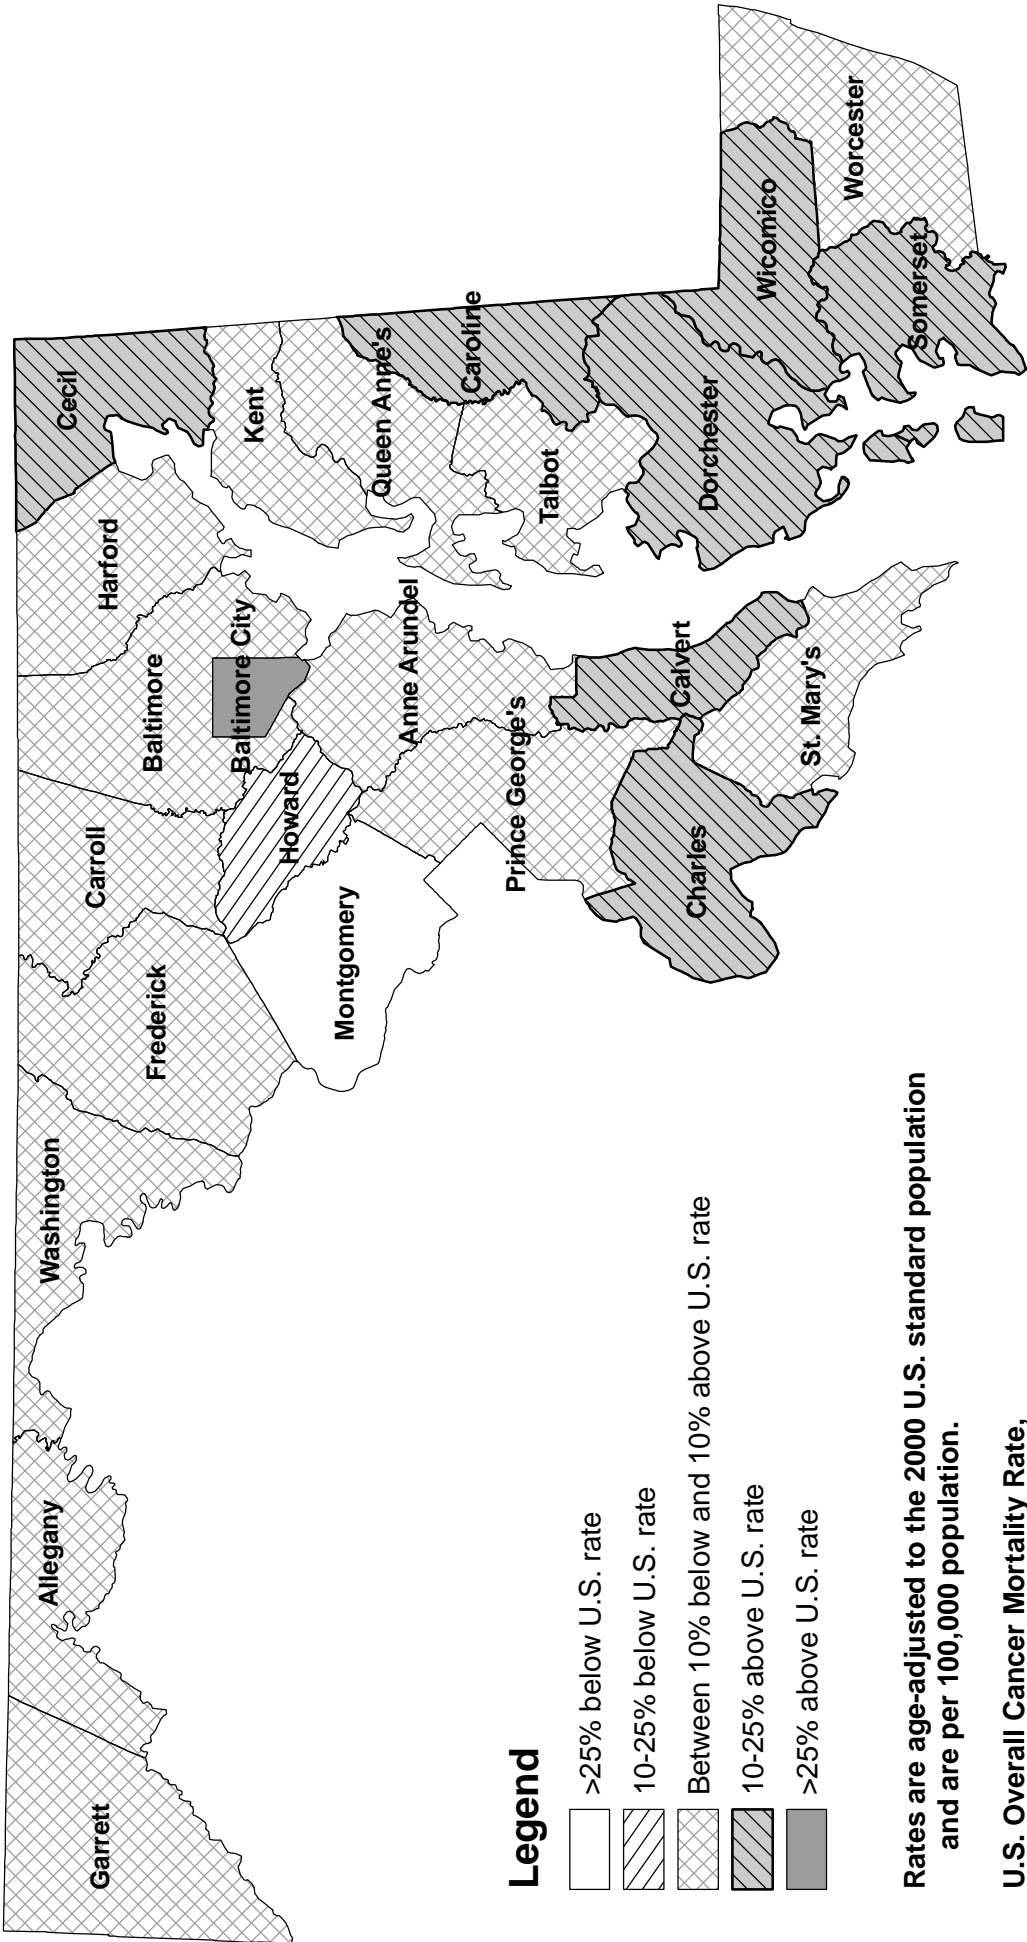 Garrett
Allegany
Washington
Frederick
Carroll
Baltimore
Harford
Cecil
Baltimore City
Howard
Montgomery
Kent
Queen Anne's
Anne Arundel
Prince George's
Caroline
Talbot
Calvert
Charles
St. Mary's
Dorchester
Wicomico
Worcester
Somerset
Legend
>25% below U.S. rate
10-25% below U.S. rate
Between 10% below and 10% above U.S. rate
10-25% above U.S. rate
>25% above U.S. rate
Rates are age-adjusted to the 2000 U.S. standard population
and are per 100,000 population.
U.S. Overall Cancer Mortality Rate,